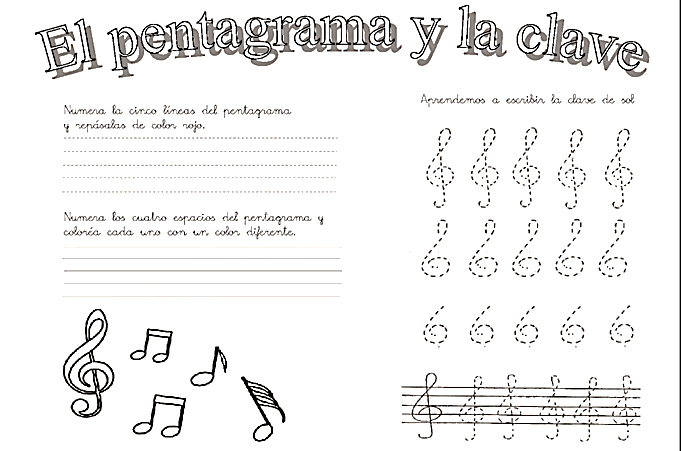 El pentagrama y la clave
Numera la cinco líneas del pentagrama
y repásalas de color rojo.
Numera los cuatro espacios del pentagrama y
coloréa cada uno con un color diferente.
Aprendemos a escribir la clave de sol